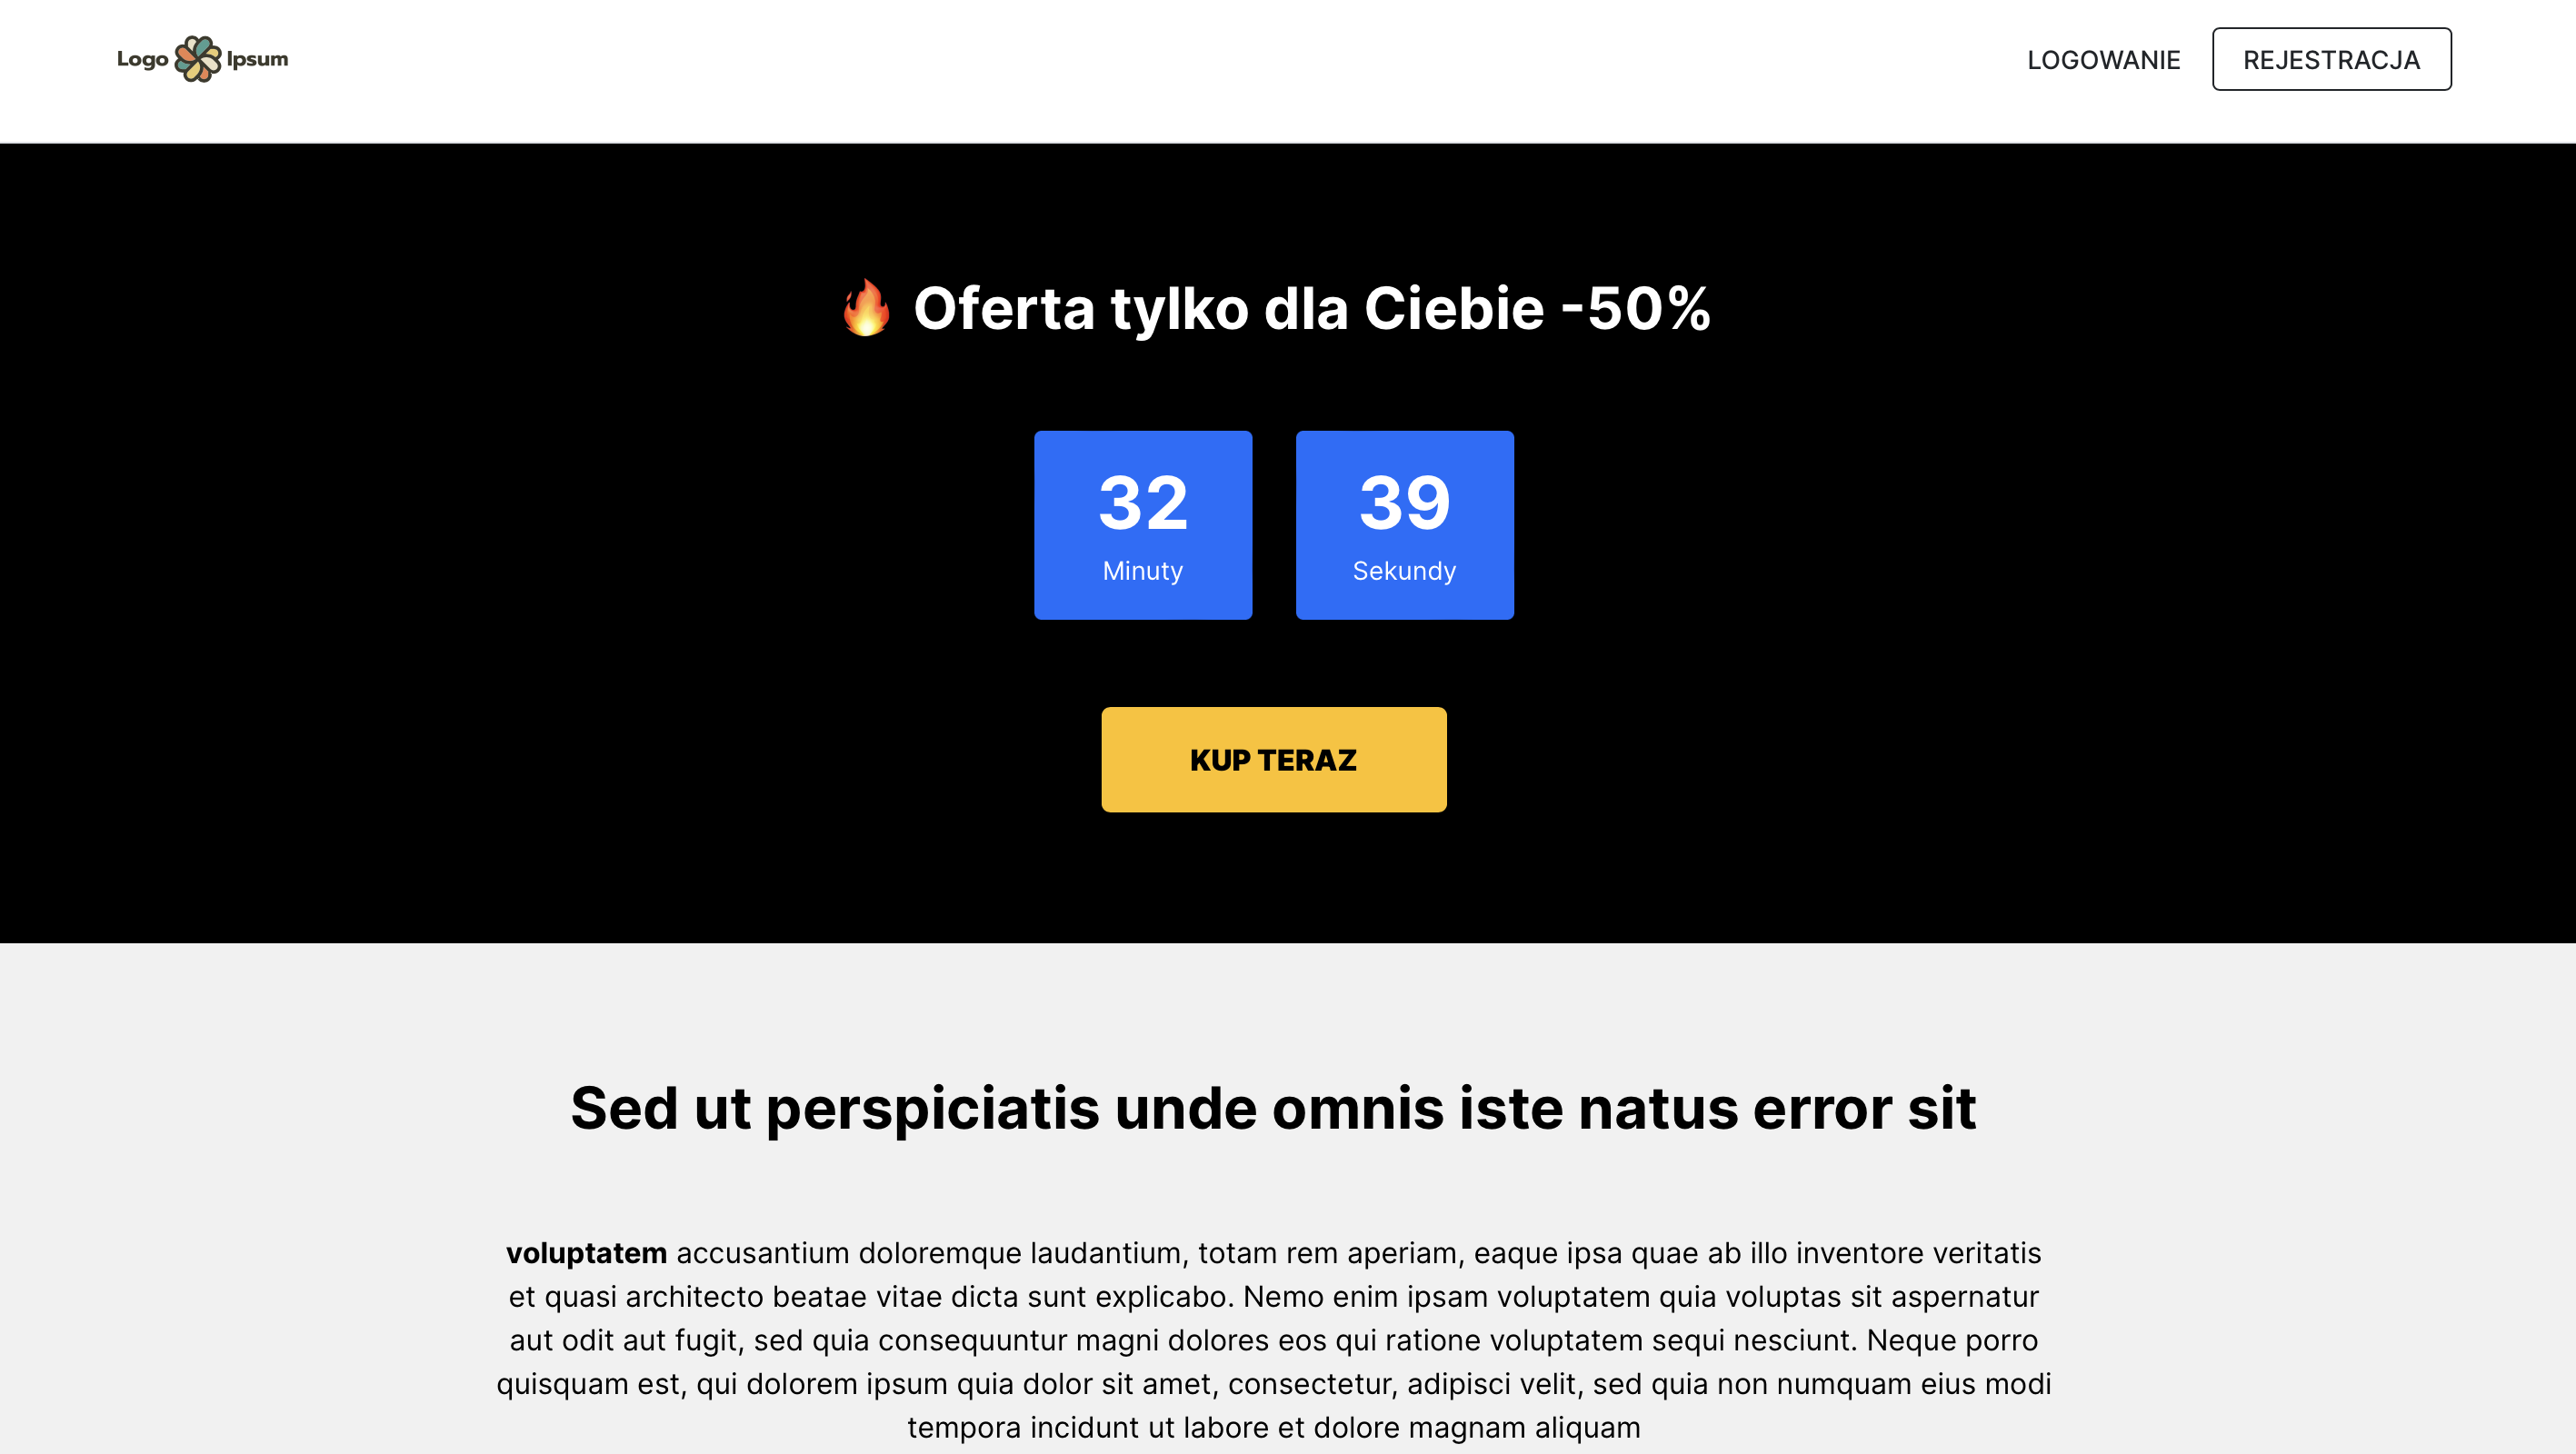 Logo Ipsum
LOGOWANIE
REJESTRACJA
🔥 Oferta tylko dla Ciebie -50%
32 39
Minuty Sekundy
KUP TERAZ
Sed ut perspiciatis unde omnis iste natus error sit
voluptatem accusantium doloremque laudantium, totam rem aperiam, eaque ipsa quae ab illo inventore veritatis
et quasi architecto beatae vitae dicta sunt explicabo. Nemo enim ipsam voluptatem quia voluptas sit aspernatur
aut odit aut fugit, sed quia consequuntur magni dolores eos qui ratione voluptatem sequi nesciunt. Neque porro
quisquam est, qui dolorem ipsum quia dolor sit amet, consectetur, adipisci velit, sed quia non numquam eius modi
tempora incidunt ut labore et dolore magnam aliquam